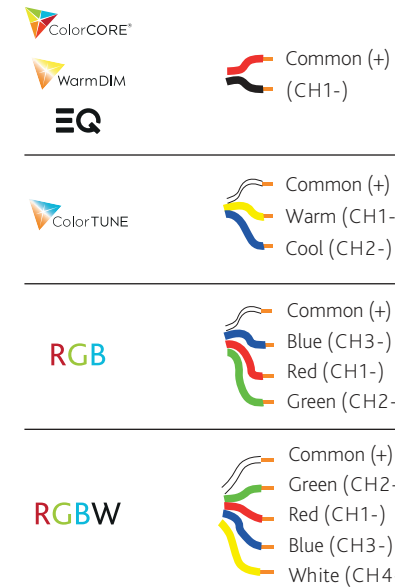 ColorCORE®
Common (+)
WarmDIM
(CH1-)
EQ
Common (+)
ColorTUNE
Warm (CH1-
Cool (CH2-)
Common (+)
Blue (CH3-)
RGB
Red (CH1-)
Green (CH2-
Common (+)
Green (CH2-
RGBW
Red (CH1-)
Blue (CH3-)
White (CH4